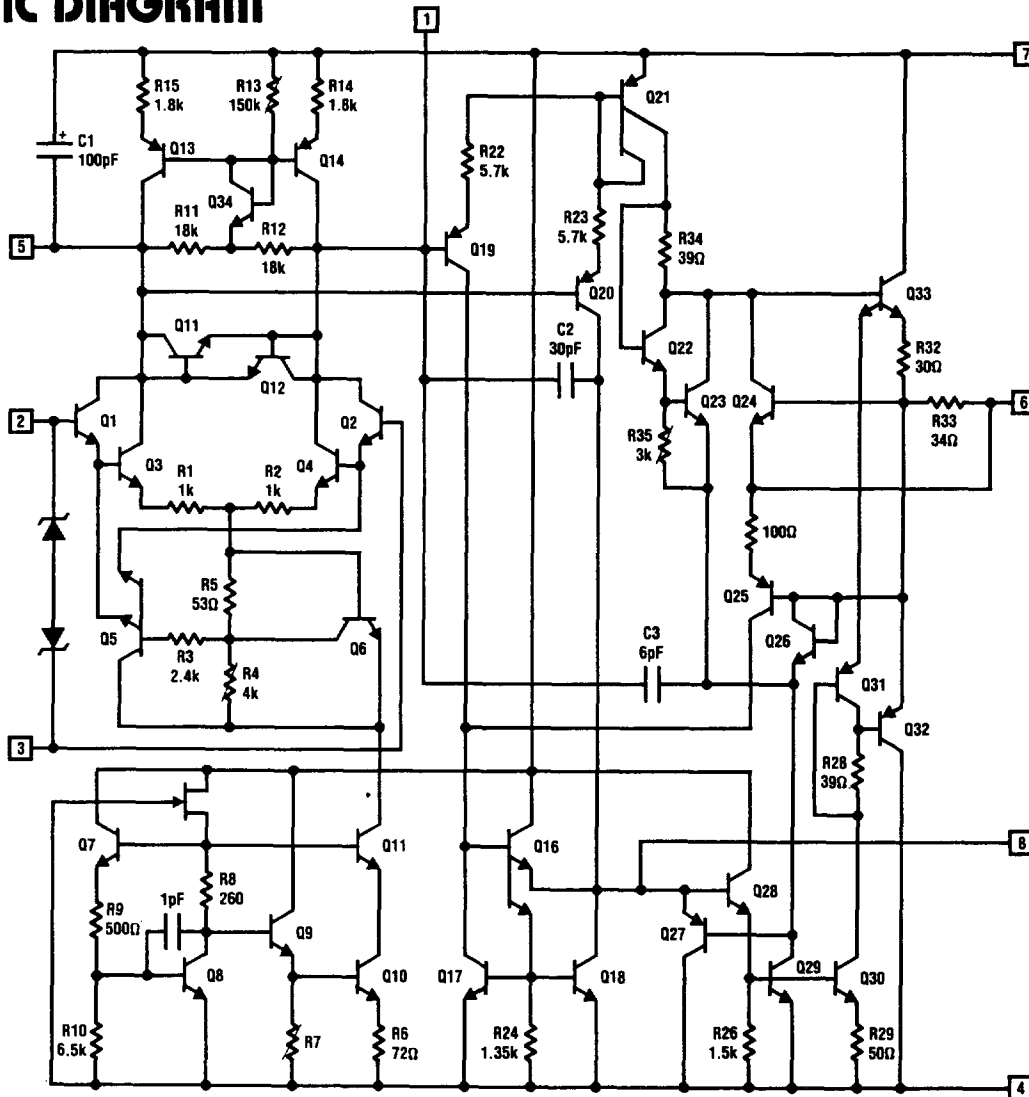 IC DIAGRAM
1
7
R15
1.8k
R13
150k
R14
1.8k
Q21
C1
100pF
+
Q13
Q14
R22
5.7k
Q34
R11
18k
R12
18k
R23
5.7k
R34
39Ω
5
Q19
Q20
Q33
Q11
Q12
C2
30pF
Q22
R32
30Ω
2
Q1
Q2
Q23
Q24
R33
34Ω
6
Q3
Q4
R35
3k
R1
1k
R2
1k
100Ω
R5
53Ω
Q25
Q5
Q6
Q26
R3
2.4k
R4
4k
C3
6pF
Q31
Q32
3
R28
39Ω
Q7
Q11
Q16
8
R8
260
1pF
R9
500Ω
Q9
Q28
Q27
Q8
Q10
Q17
Q18
Q29
Q30
R10
6.5k
R7
R6
72Ω
R24
1.35k
R26
1.5k
R29
50Ω
4